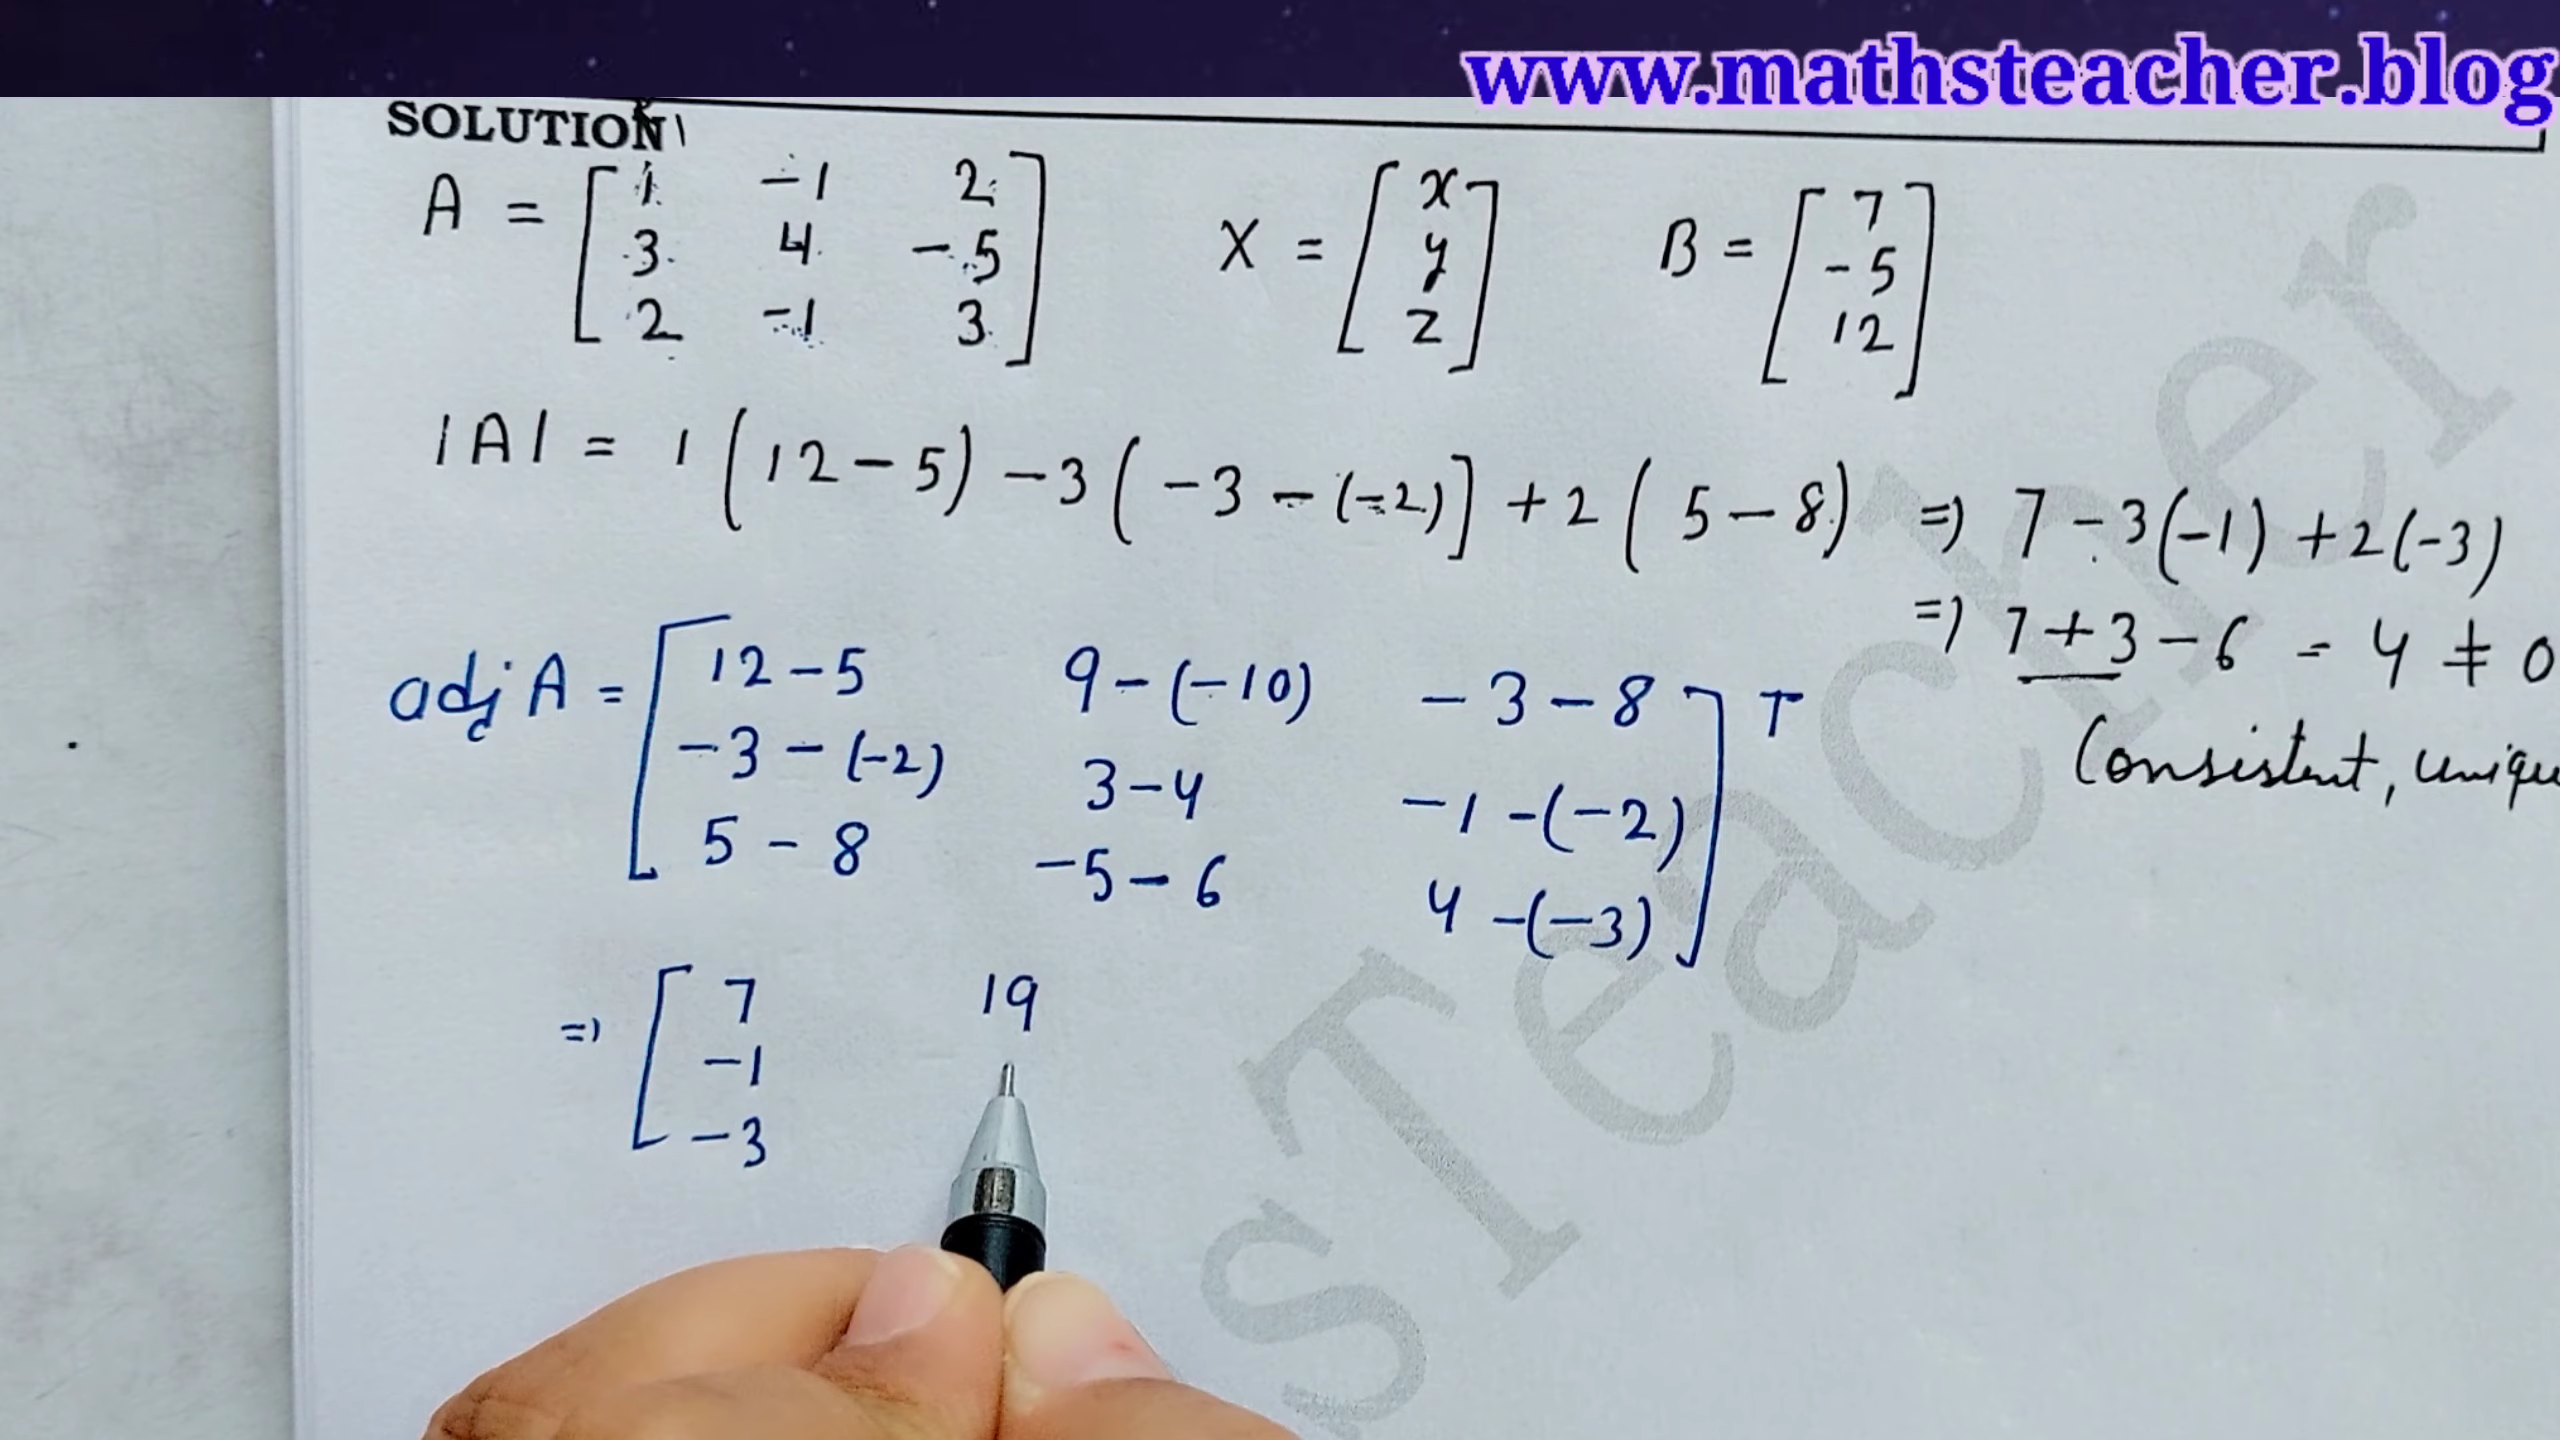 www.mathsteacher.blog
SOLUTION
A = [ 1 -1 2 X = [ x B = [ 7
3 4 -5 y -5
2 -1 3 ] z ] 12 ]
|A| = 1 ( 12 - 5) - 3 ( -3 - (-2) ] + 2 ( 5 - 8) => 7 - 3(-1) + 2(-3)
=> 7 + 3 - 6 = 4 ≠ 0
adj A = [ 12 - 5 9 - (-10) -3 - 8 ] T
-3 - (-2) 3 - 4 -1 - (-2)
5 - 8 -5 - 6 4 - (-3)
Consistent, unique
=> [ 7 19
-1
-3
sTeacher